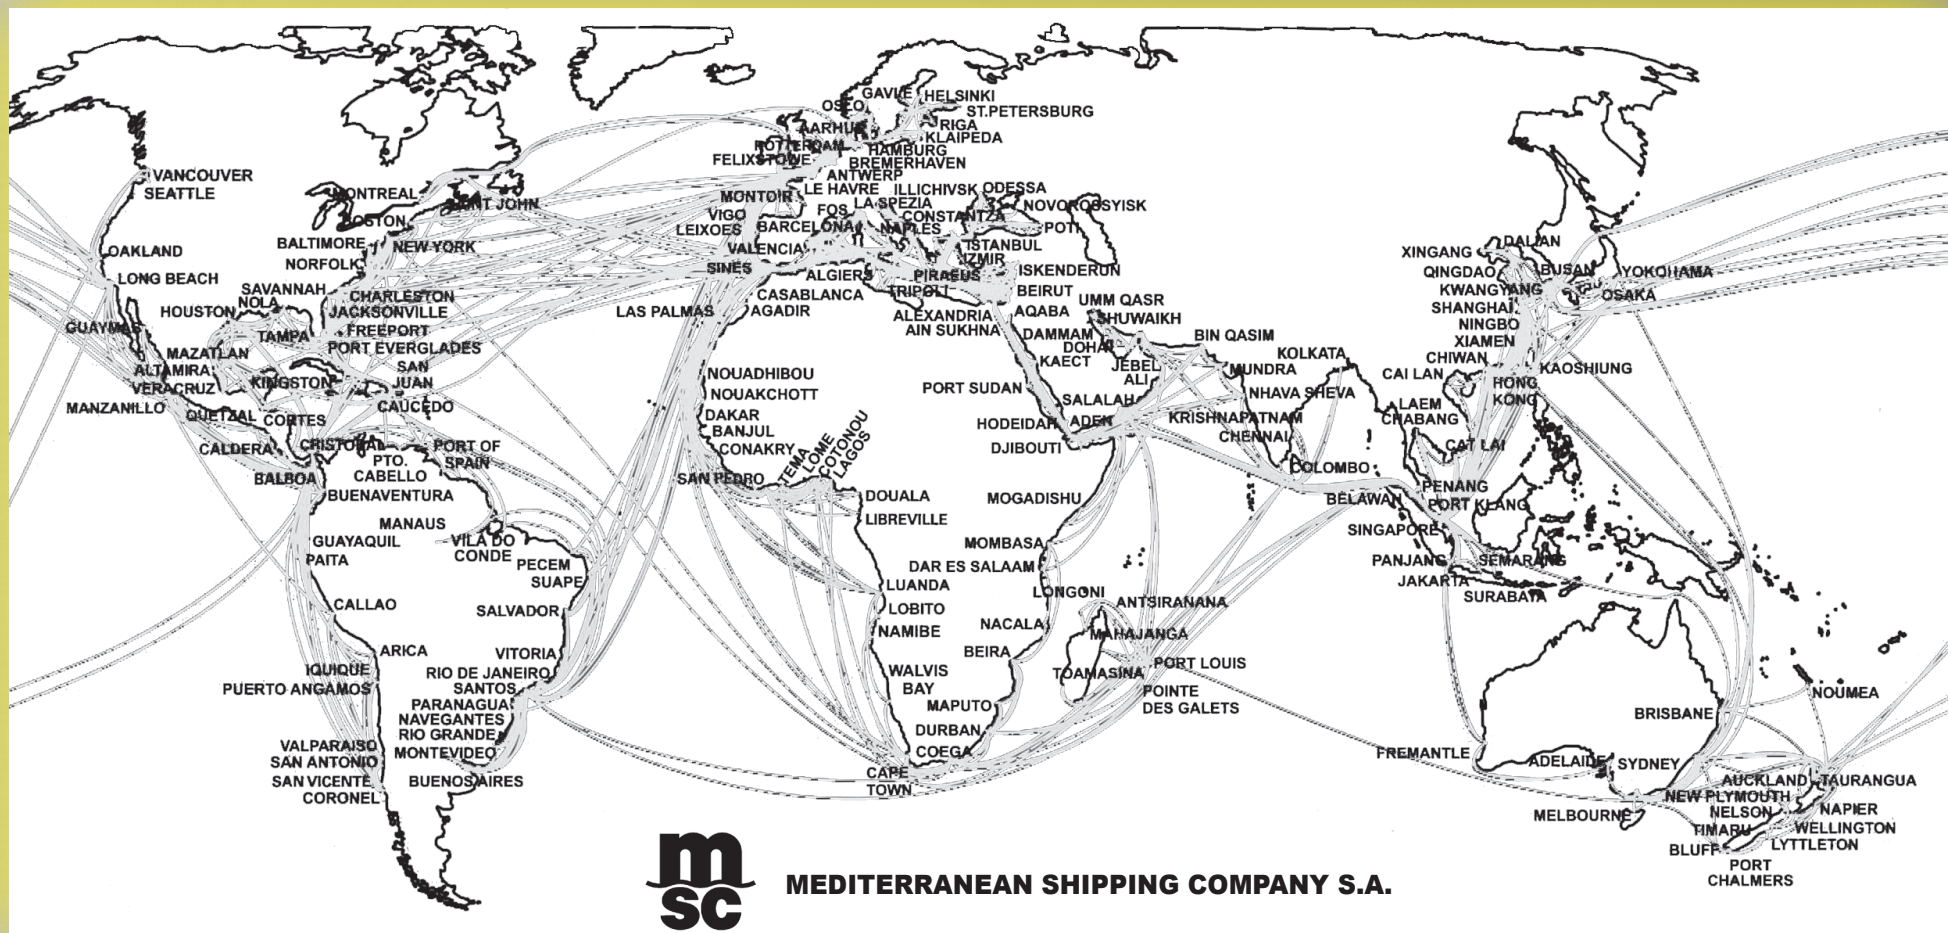 GAVLE
HELSINKI
OSLO
ST.PETERSBURG
AARHUS
RIGA
KLAIPEDA
ROTTERDAM
HAMBURG
FELIXSTOWE
BREMERHAVEN
ANTWERP
VANCOUVER
SEATTLE
MONTREAL
SAINT JOHN
BOSTON
MONTOIR
LE HAVRE
ILLICHIVSK
ODESSA
FOS
LA SPEZIA
NOVOROSSYISK
VIGO
CONSTANTZA
LEIXOES
BARCELONA
NAPLES
POTI
OAKLAND
BALTIMORE
NEW YORK
VALENCIA
ISTANBUL
NORFOLK
IZMIR
LONG BEACH
SINES
ALGIERS
PIRAEUS
ISKENDERUN
SAVANNAH
CHARLESTON
CASABLANCA
TRIPOLI
BEIRUT
NOLA
HOUSTON
JACKSONVILLE
LAS PALMAS
AGADIR
ALEXANDRIA
AQABA
GUAYMAS
TAMPA
FREEPORT
AIN SUKHNA
PORT EVERGLADES
UMM QASR
SHUWAIKH
MAZATLAN
DAMMAM
BIN QASIM
ALTAMIRA
SAN
JUAN
DOHA
VERACRUZ
KINGSTON
KAECT
JEBEL
ALI
MUNDRA
KOLKATA
MANZANILLO
QUETZAL
CORTES
CAUCEDO
NOUADHIBOU
NOUAKCHOTT
PORT SUDAN
SALALAH
NHAVA SHEVA
DAKAR
BANJUL
CONAKRY
HODEIDAH
ADEN
KRISHNAPATNAM
CHENNAI
DJIBOUTI
CALDERA
CRISTOBAL
PORT OF
SPAIN
PTO.
CABELLO
BALBOA
BUENAVENTURA
SAN PEDRO
TEMA
LOME
COTONOU
LAGOS
DOUALA
LIBREVILLE
MOGADISHU
COLOMBO
MANAUS
VILA DO
CONDE
GUAYAQUIL
PAITA
PECEM
SUAPE
MOMBASA
DAR ES SALAAM
CALLAO
SALVADOR
LUANDA
LOBITO
NAMIBE
LONGONI
ANTSIRANANA
NACALA
MAHAJANGA
ARICA
VITORIA
BEIRA
IQUIQUE
RIO DE JANEIRO
WALVIS
BAY
TOAMASINA
PORT LOUIS
PUERTO ANGAMOS
SANTOS
PARANAGUA
NAVEGANTES
RIO GRANDE
MAPUTO
POINTE
DES GALETS
DURBAN
VALPARAISO
MONTEVIDEO
COEGA
SAN ANTONIO
SAN VICENTE
BUENOS AIRES
CAPE
TOWN
CORONEL
XINGANG
DALIAN
QINGDAO
BUSAN
YOKOHAMA
KWANGYANG
OSAKA
SHANGHAI
NINGBO
XIAMEN
CHIWAN
KAOSHIUNG
CAI LAN
HONG
KONG
LAEM
CHABANG
CAT LAI
PENANG
BELAWAN
PORT KLANG
SINGAPORE
PANJANG
SEMARANG
JAKARTA
SURABAYA
NOUMEA
BRISBANE
FREMANTLE
ADELAIDE
SYDNEY
AUCKLAND
TAURANGUA
NEW PLYMOUTH
MELBOURNE
NELSON
NAPIER
TIMARU
WELLINGTON
BLUFF
LYTTLETON
PORT
CHALMERS
msc
MEDITERRANEAN SHIPPING COMPANY S.A.